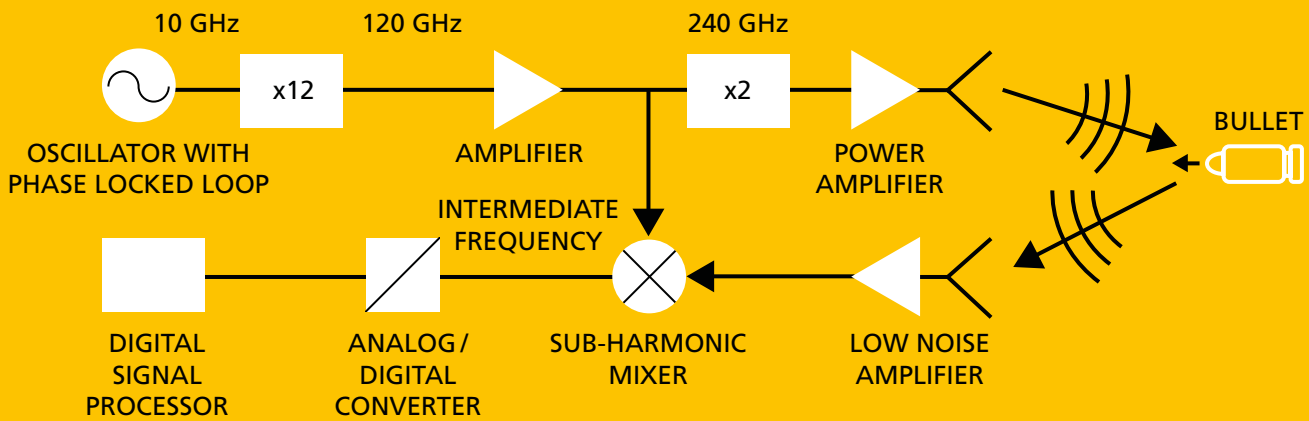 10 GHz
120 GHz
240 GHz
x12
x2
OSCILLATOR WITH
PHASE LOCKED LOOP
AMPLIFIER
POWER
AMPLIFIER
BULLET
INTERMEDIATE
FREQUENCY
DIGITAL
SIGNAL
PROCESSOR
ANALOG /
DIGITAL
CONVERTER
SUB-HARMONIC
MIXER
LOW NOISE
AMPLIFIER